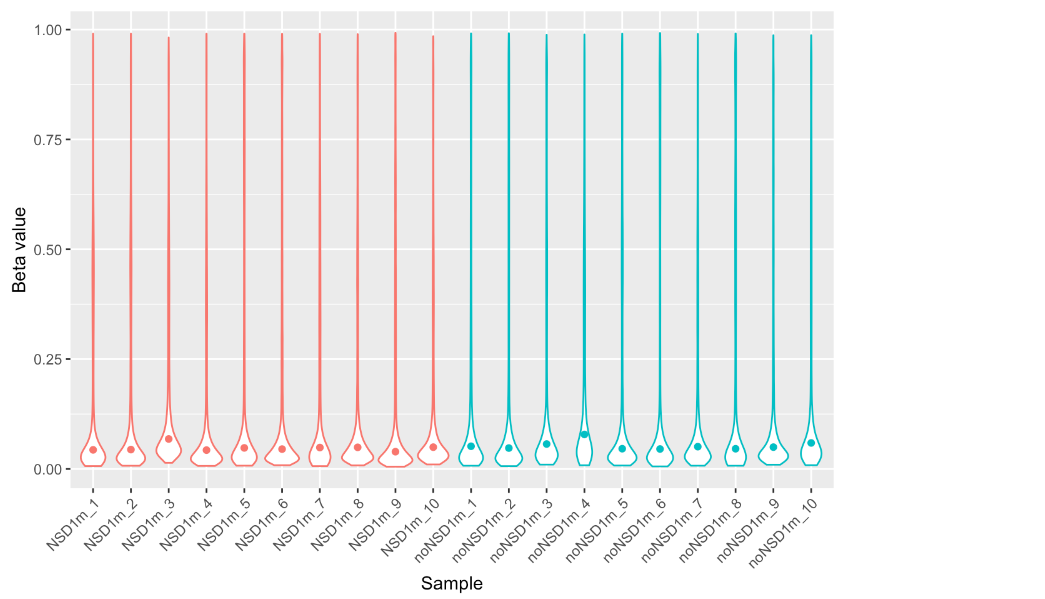 1.00
0.75
0.50
0.25
0.00
Beta value
NSD1m_1
NSD1m_2
NSD1m_3
NSD1m_4
NSD1m_5
NSD1m_6
NSD1m_7
NSD1m_8
NSD1m_9
NSD1m_10
noNSD1m_1
noNSD1m_2
noNSD1m_3
noNSD1m_4
noNSD1m_5
noNSD1m_6
noNSD1m_7
noNSD1m_8
noNSD1m_9
noNSD1m_10
Sample